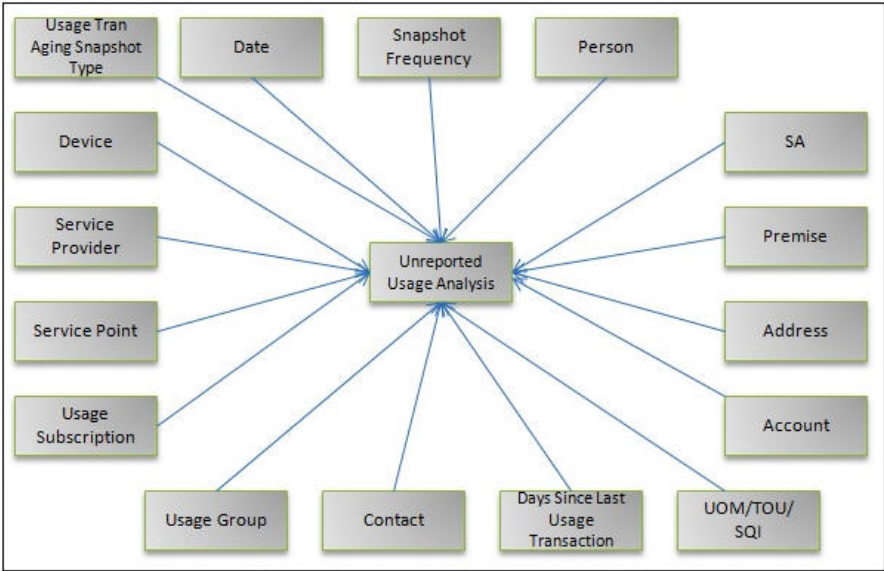 Usage Tran
Aging Snapshot
Type
Date
Snapshot
Frequency
Person
Device
SA
Service
Provider
Premise
Unreported
Usage Analysis
Service Point
Address
Usage
Subscription
Account
Usage Group
Contact
Days Since Last
Usage
Transaction
UOM/TOU/
SQI